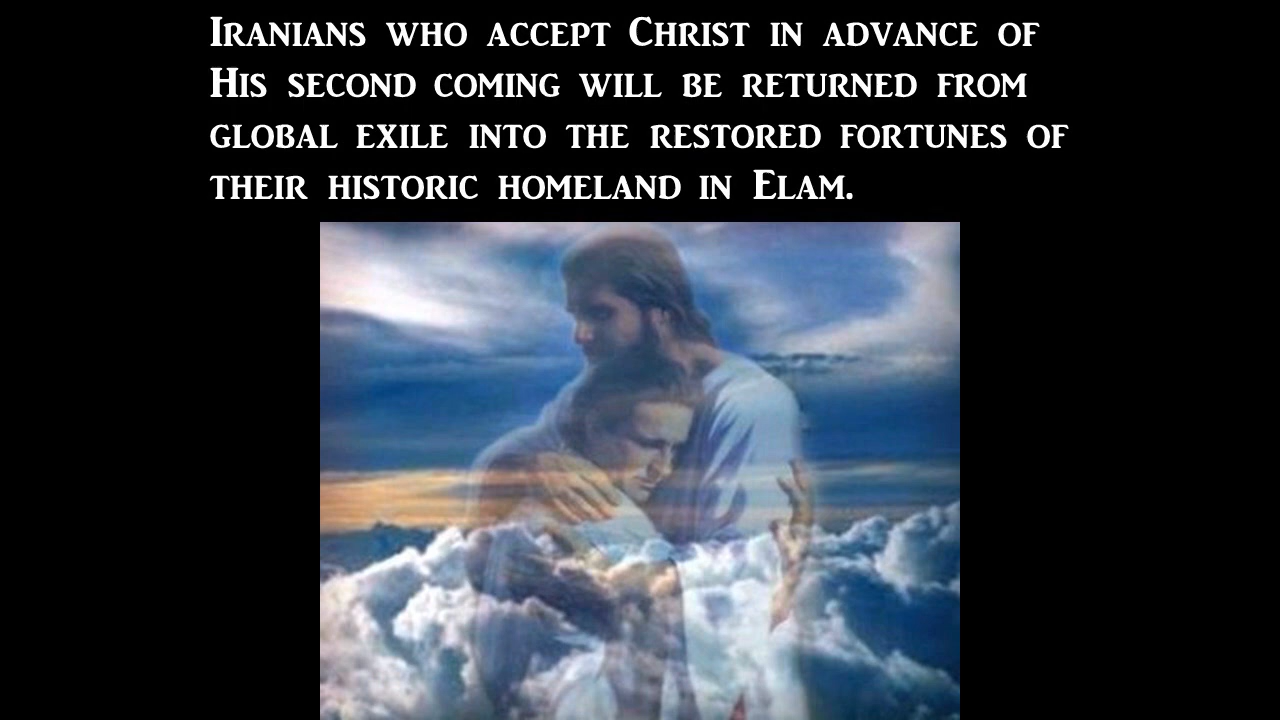 Iranians who accept Christ in advance of
His second coming will be returned from
global exile into the restored fortunes of
their historic homeland in Elam.